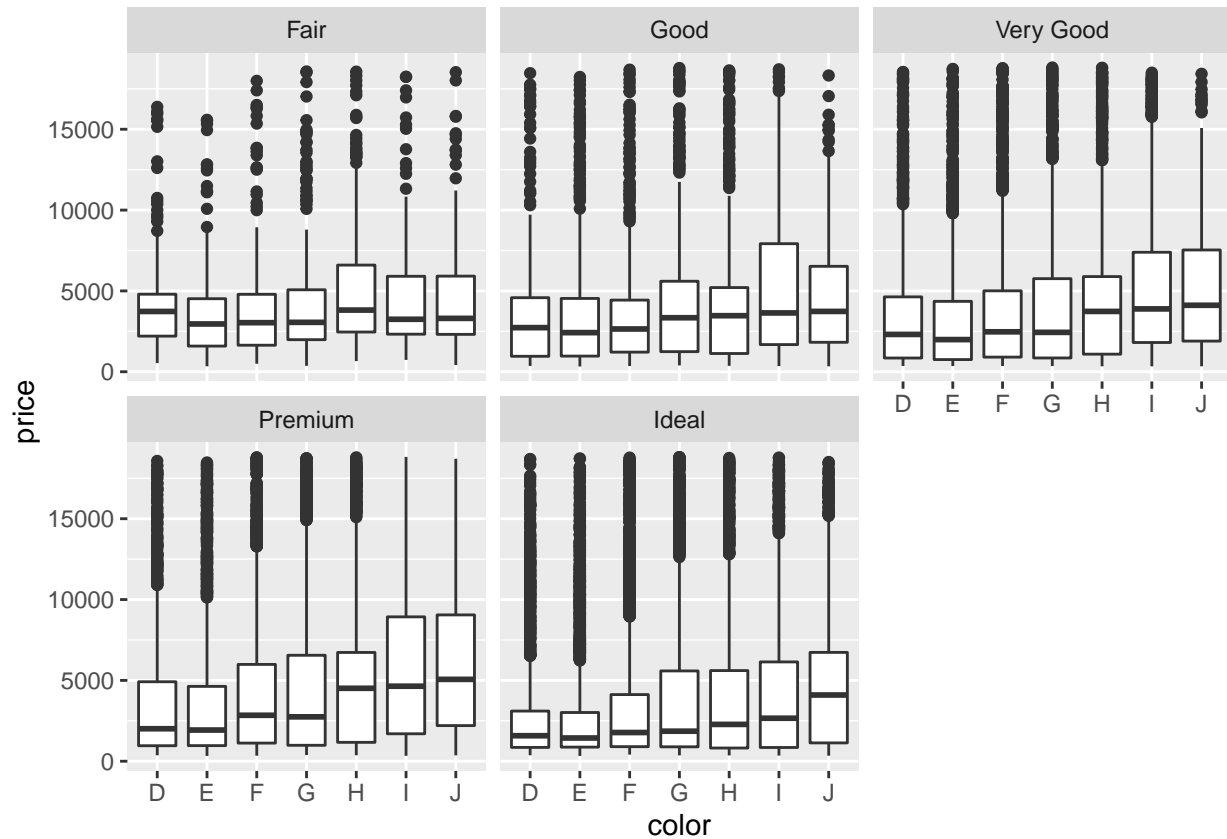 Fair Good Very Good
15000
10000
5000
0
D E F G H I J
price
Premium Ideal
15000
10000
5000
0
D E F G H I J D E F G H I J
color